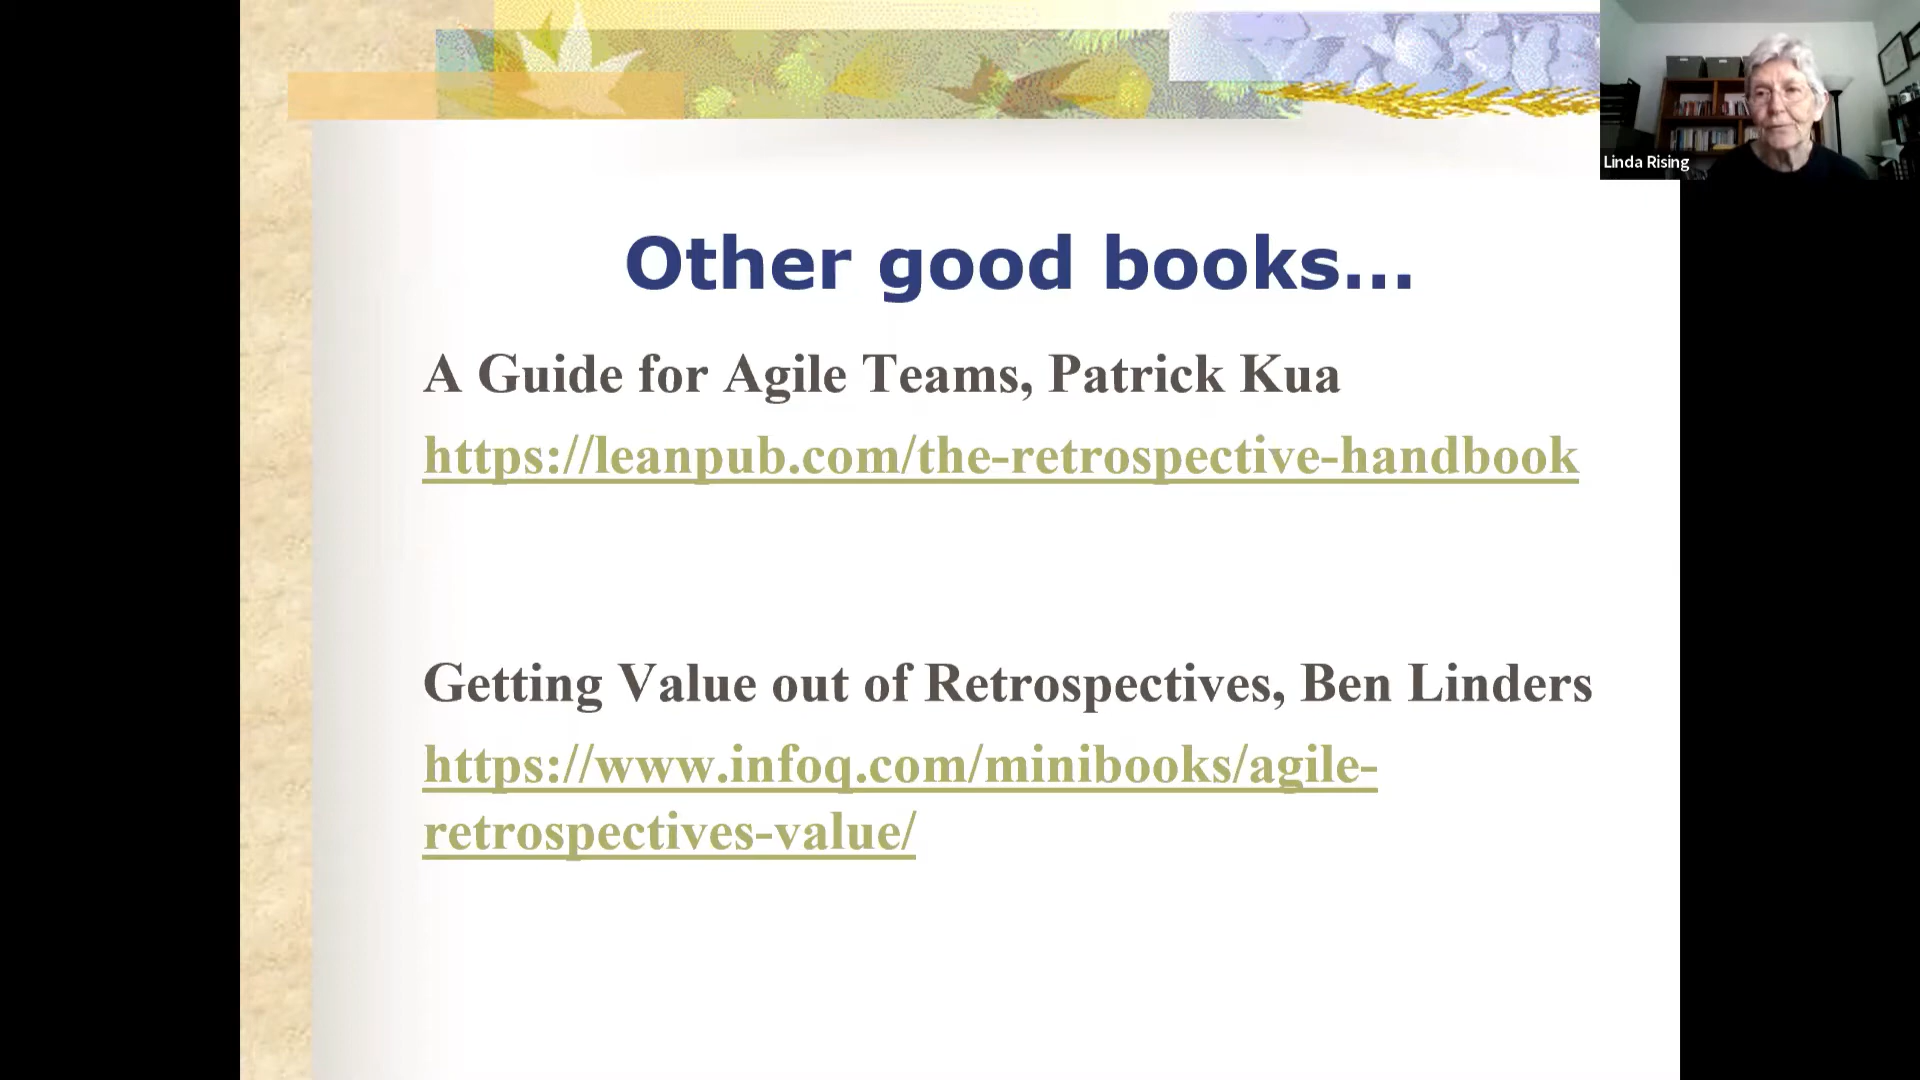 Linda Rising
Other good books...
A Guide for Agile Teams, Patrick Kua
https://leanpub.com/the-retrospective-handbook
Getting Value out of Retrospectives, Ben Linders
https://www.infoq.com/minibooks/agile-
retrospectives-value/